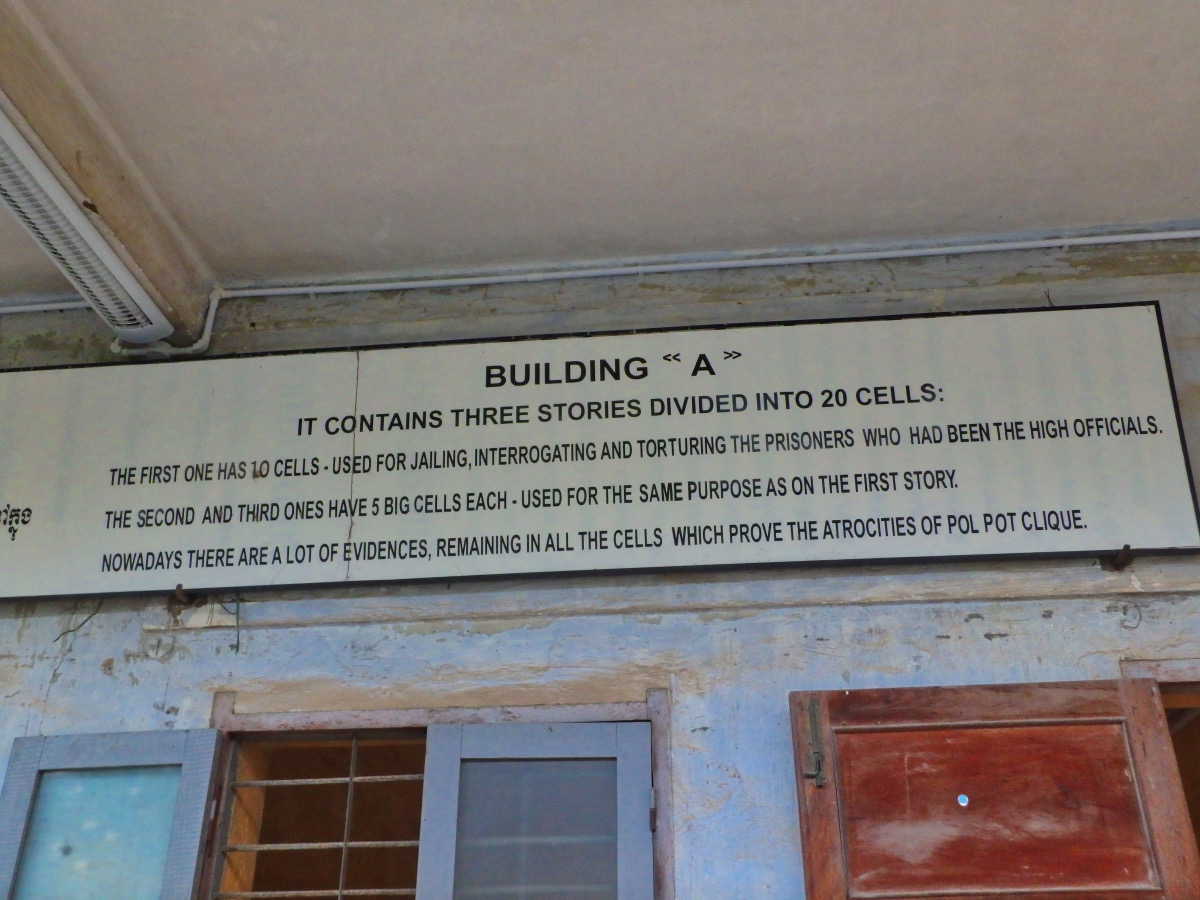 BUILDING << A >>
IT CONTAINS THREE STORIES DIVIDED INTO 20 CELLS:
THE FIRST ONE HAS 10 CELLS - USED FOR JAILING, INTERROGATING AND TORTURING THE PRISONERS WHO HAD BEEN THE HIGH OFFICIALS.
THE SECOND AND THIRD ONES HAVE 5 BIG CELLS EACH - USED FOR THE SAME PURPOSE AS ON THE FIRST STORY.
NOWADAYS THERE ARE A LOT OF EVIDENCES, REMAINING IN ALL THE CELLS WHICH PROVE THE ATROCITIES OF POL POT CLIQUE.